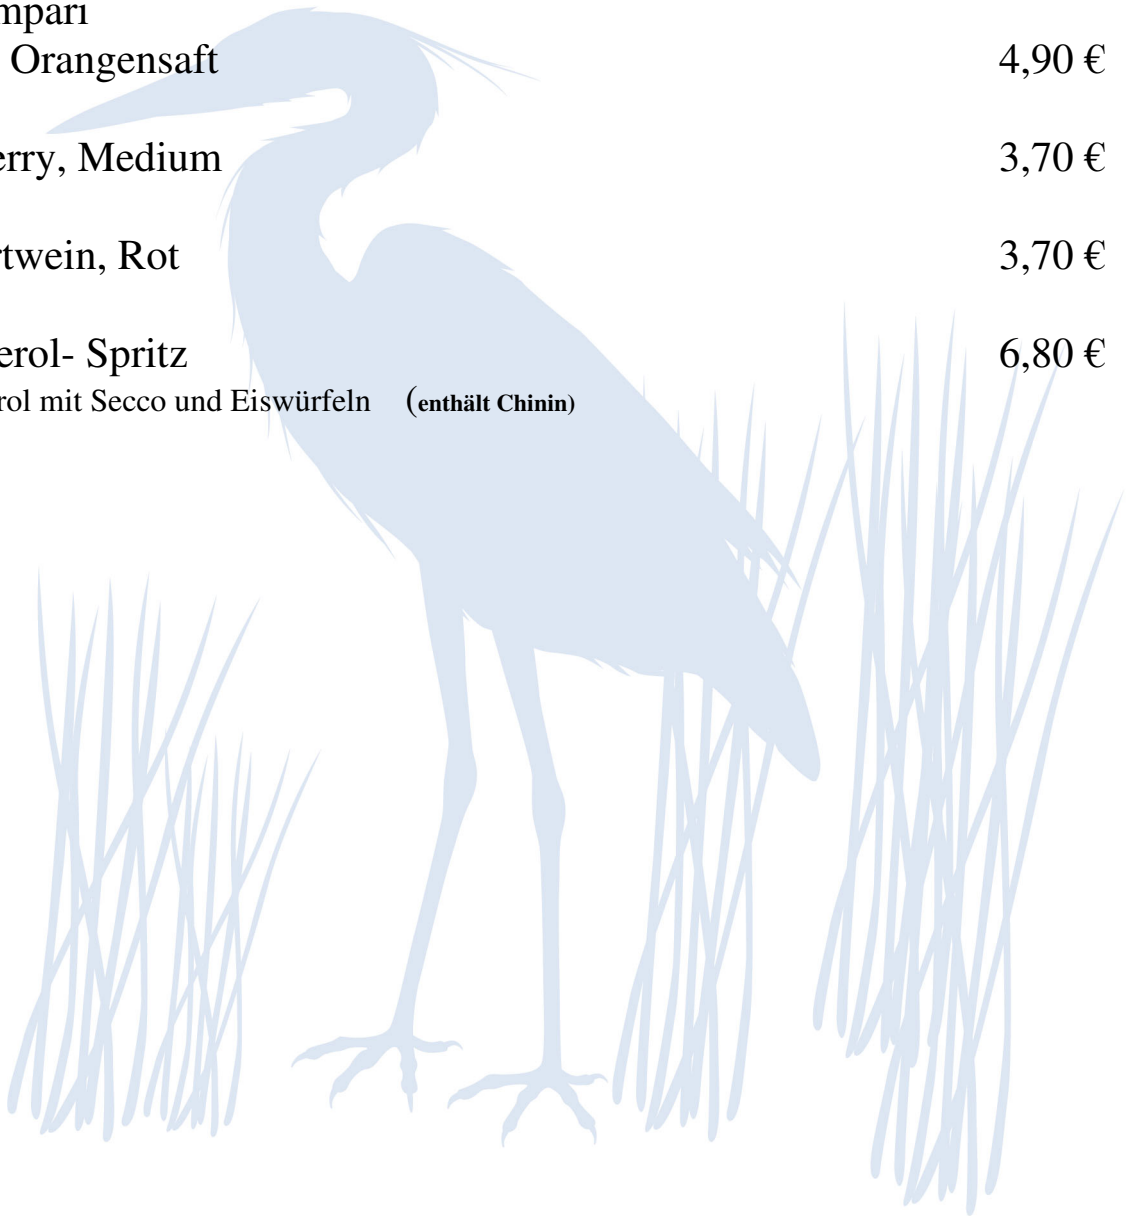 mpari
Orangensaft 4,90 €
erry, Medium 3,70 €
rtwein, Rot 3,70 €
erol- Spritz 6,80 €
rol mit Secco und Eiswürfeln (enthält Chinin)